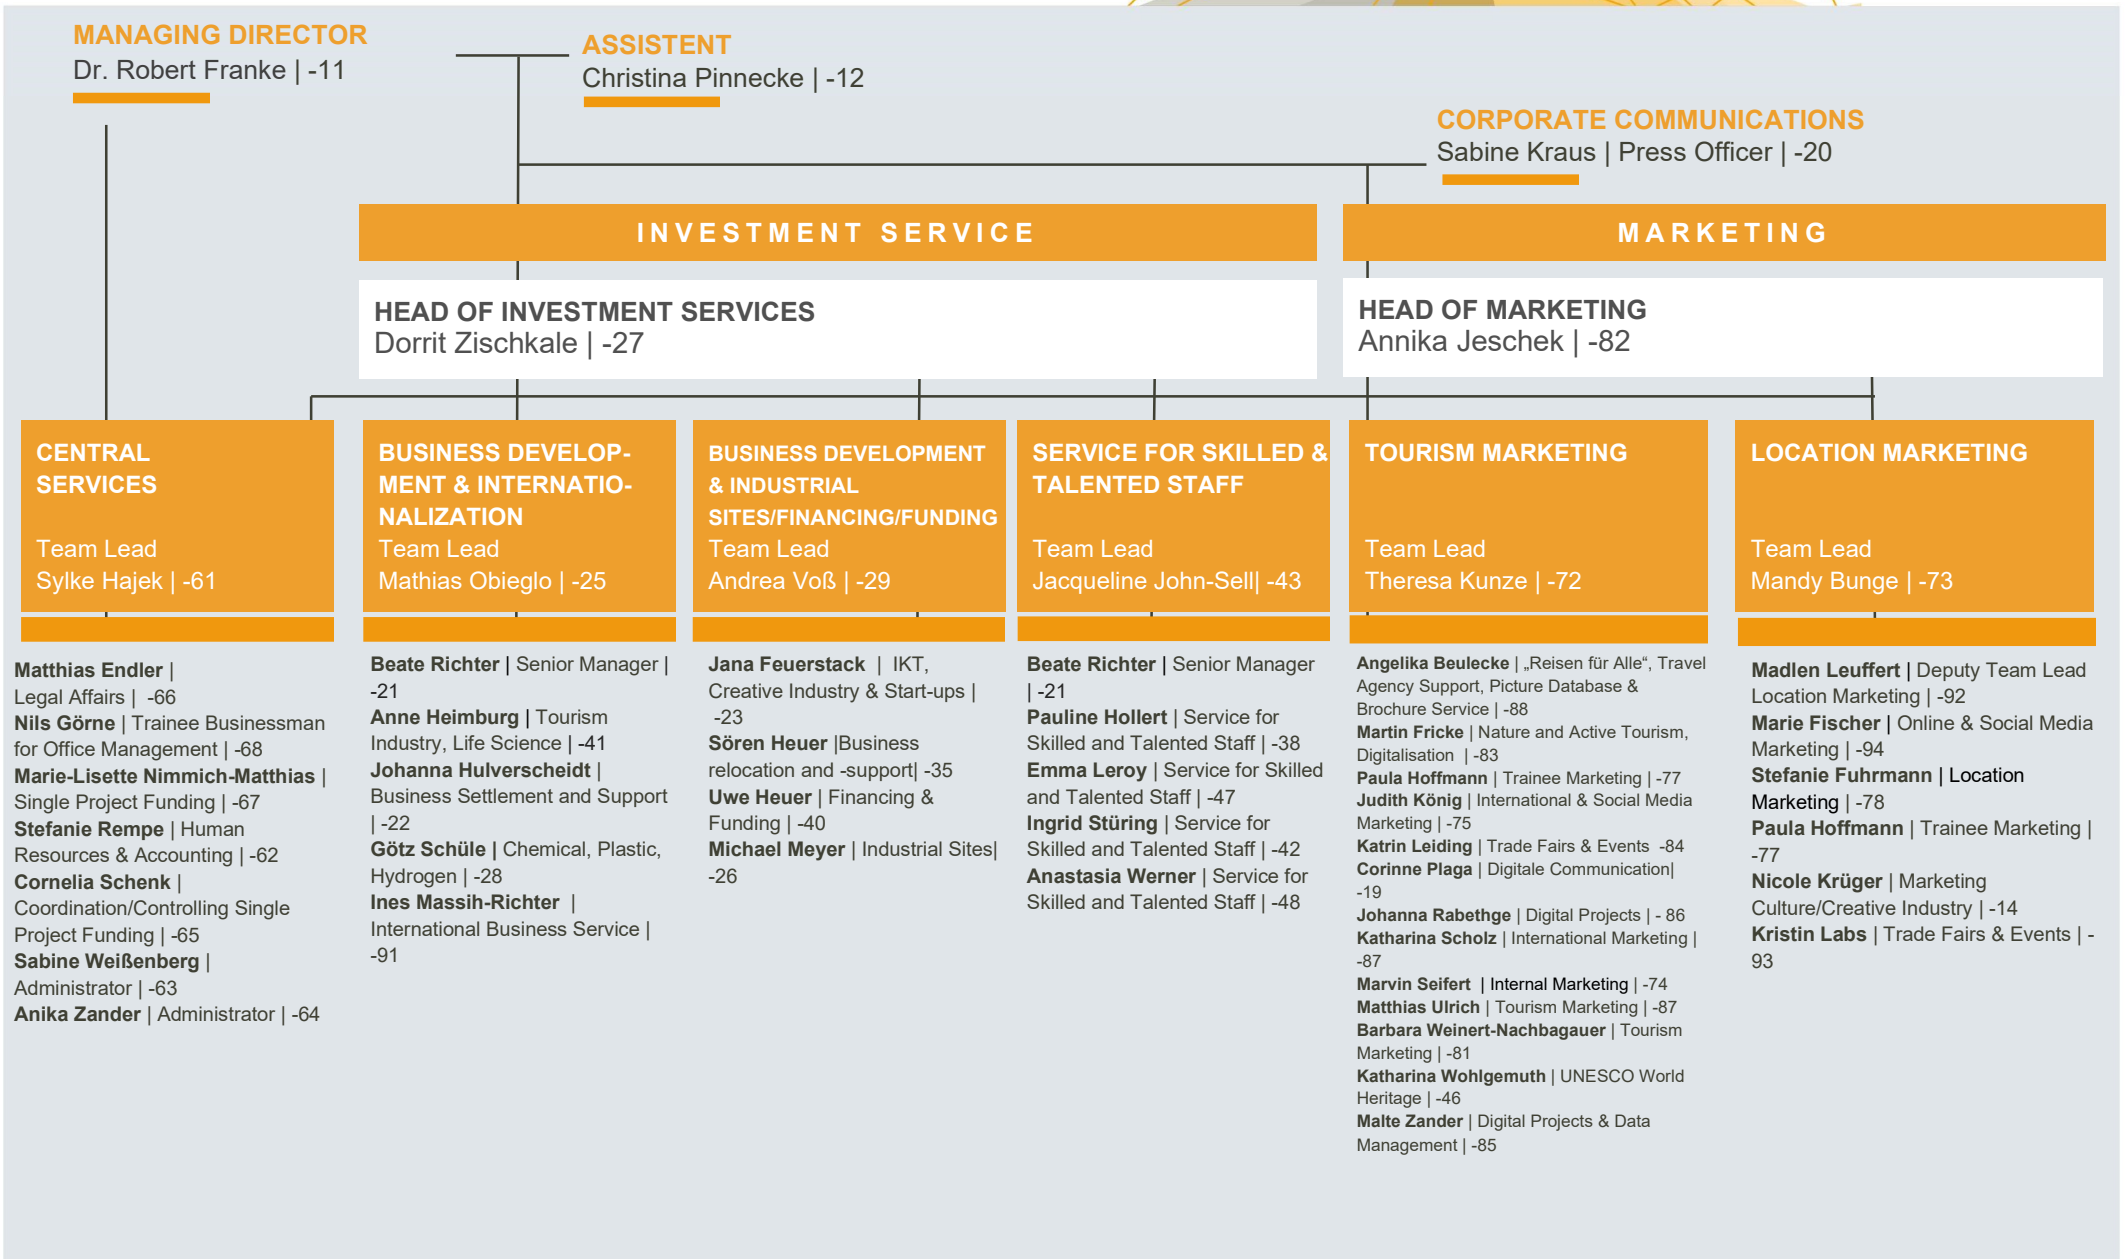 MANAGING DIRECTOR
Dr. Robert Franke | -11
ASSISTENT
Christina Pinnecke | -12
CORPORATE COMMUNICATIONS
Sabine Kraus | Press Officer | -20
INVESTMENT SERVICE
MARKETING
HEAD OF INVESTMENT SERVICES
Dorrit Zischkale | -27
HEAD OF MARKETING
Annika Jeschek | -82
CENTRAL
SERVICES
Team Lead
Sylke Hajek | -61
Matthias Endler |
Legal Affairs | -66
Nils Görne | Trainee Businessman
for Office Management | -68
Marie-Lisette Nimmich-Matthias |
Single Project Funding | -67
Stefanie Rempe | Human
Resources & Accounting | -62
Cornelia Schenk |
Coordination/Controlling Single
Project Funding | -65
Sabine Weißenberg |
Administrator | -63
Anika Zander | Administrator | -64
BUSINESS DEVELOP-
MENT & INTERNATIO-
NALIZATION
Team Lead
Mathias Obieglo | -25
Beate Richter | Senior Manager |
-21
Anne Heimburg | Tourism
Industry, Life Science | -41
Johanna Hulverscheidt |
Business Settlement and Support
| -22
Götz Schüle | Chemical, Plastic,
Hydrogen | -28
Ines Massih-Richter |
International Business Service |
-91
BUSINESS DEVELOPMENT
& INDUSTRIAL
SITES/FINANCING/FUNDING
Team Lead
Andrea Voß | -29
Jana Feuerstack | IKT,
Creative Industry & Start-ups |
-23
Sören Heuer |Business
relocation and -support| -35
Uwe Heuer | Financing &
Funding | -40
Michael Meyer | Industrial Sites|
-26
SERVICE FOR SKILLED &
TALENTED STAFF
Team Lead
Jacqueline John-Sell| -43
Beate Richter | Senior Manager
| -21
Pauline Hollert | Service for
Skilled and Talented Staff | -38
Emma Leroy | Service for Skilled
and Talented Staff | -47
Ingrid Stüring | Service for
Skilled and Talented Staff | -42
Anastasia Werner | Service for
Skilled and Talented Staff | -48
TOURISM MARKETING
Team Lead
Theresa Kunze | -72
Angelika Beulecke | „Reisen für Alle“, Travel
Agency Support, Picture Database &
Brochure Service | -88
Martin Fricke | Nature and Active Tourism,
Digitalisation | -83
Paula Hoffmann | Trainee Marketing | -77
Judith König | International & Social Media
Marketing | -75
Katrin Leiding | Trade Fairs & Events -84
Corinne Plaga | Digitale Communication|
-19
Johanna Rabethge | Digital Projects | - 86
Katharina Scholz | International Marketing |
-87
Marvin Seifert | Internal Marketing | -74
Matthias Ulrich | Tourism Marketing | -87
Barbara Weinert-Nachbagauer | Tourism
Marketing | -81
Katharina Wohlgemuth | UNESCO World
Heritage | -46
Malte Zander | Digital Projects & Data
Management | -85
LOCATION MARKETING
Team Lead
Mandy Bunge | -73
Madlen Leuffert | Deputy Team Lead
Location Marketing | -92
Marie Fischer | Online & Social Media
Marketing | -94
Stefanie Fuhrmann | Location
Marketing | -78
Paula Hoffmann | Trainee Marketing |
-77
Nicole Krüger | Marketing
Culture/Creative Industry | -14
Kristin Labs | Trade Fairs & Events | -
93